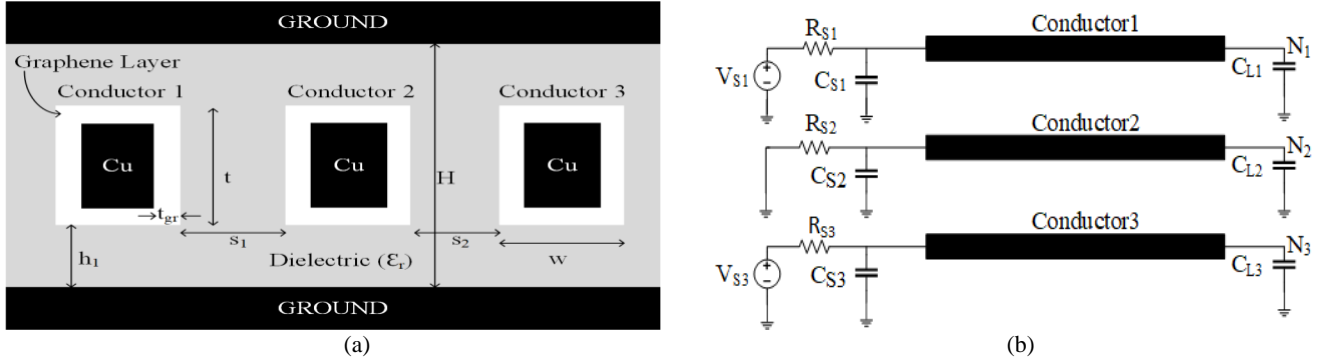 GROUND
Graphene Layer
Conductor 1
Conductor 2
Conductor 3
Cu
Cu
Cu
t
H
t_gr
s_1
s_2
w
h_1
Dielectric (Ɛ_r)
GROUND
(a)
Conductor1
R_S1
V_S1
C_S1
C_L1
N_1
Conductor2
R_S2
C_S2
C_L2
N_2
Conductor3
R_S3
V_S3
C_S3
C_L3
N_3
(b)